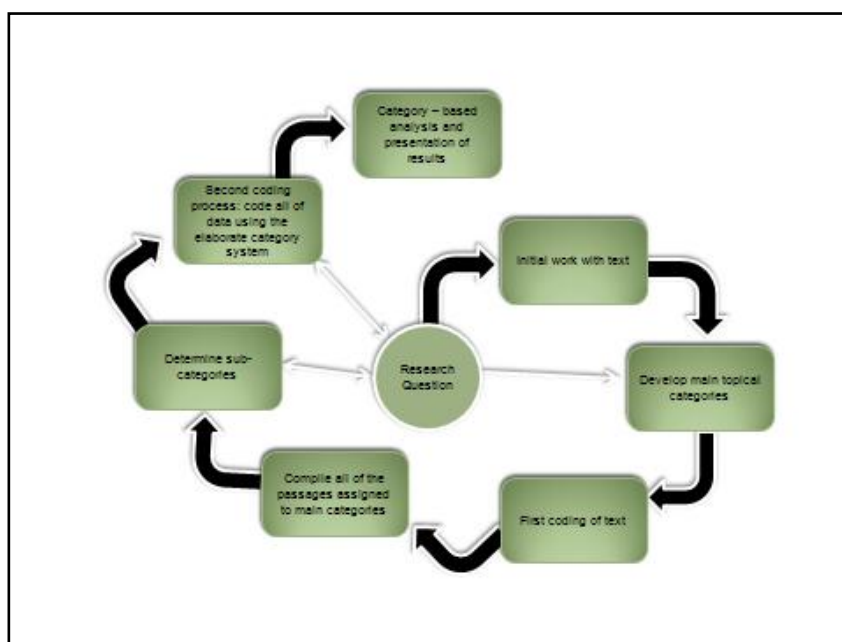 Category – based
analysis and
presentation of
results
Second coding
process: code all of
data using the
elaborate category
system
Initial work with text
Determine sub-
categories
Research
Question
Develop main topical
categories
Compile all of the
passages assigned
to main categories
First coding of text